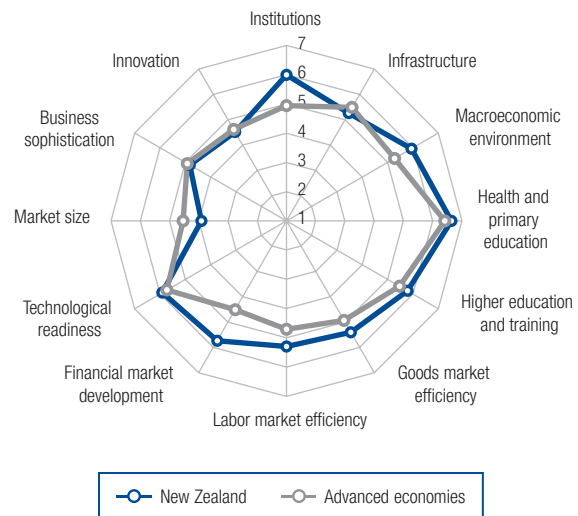 Institutions
7
Innovation
Infrastructure
6
5
Business
sophistication
Macroeconomic
environment
4
3
2
Market size
1
Health and
primary
education
Technological
readiness
Higher education
and training
Financial market
development
Goods market
efficiency
Labor market efficiency
New Zealand
Advanced economies